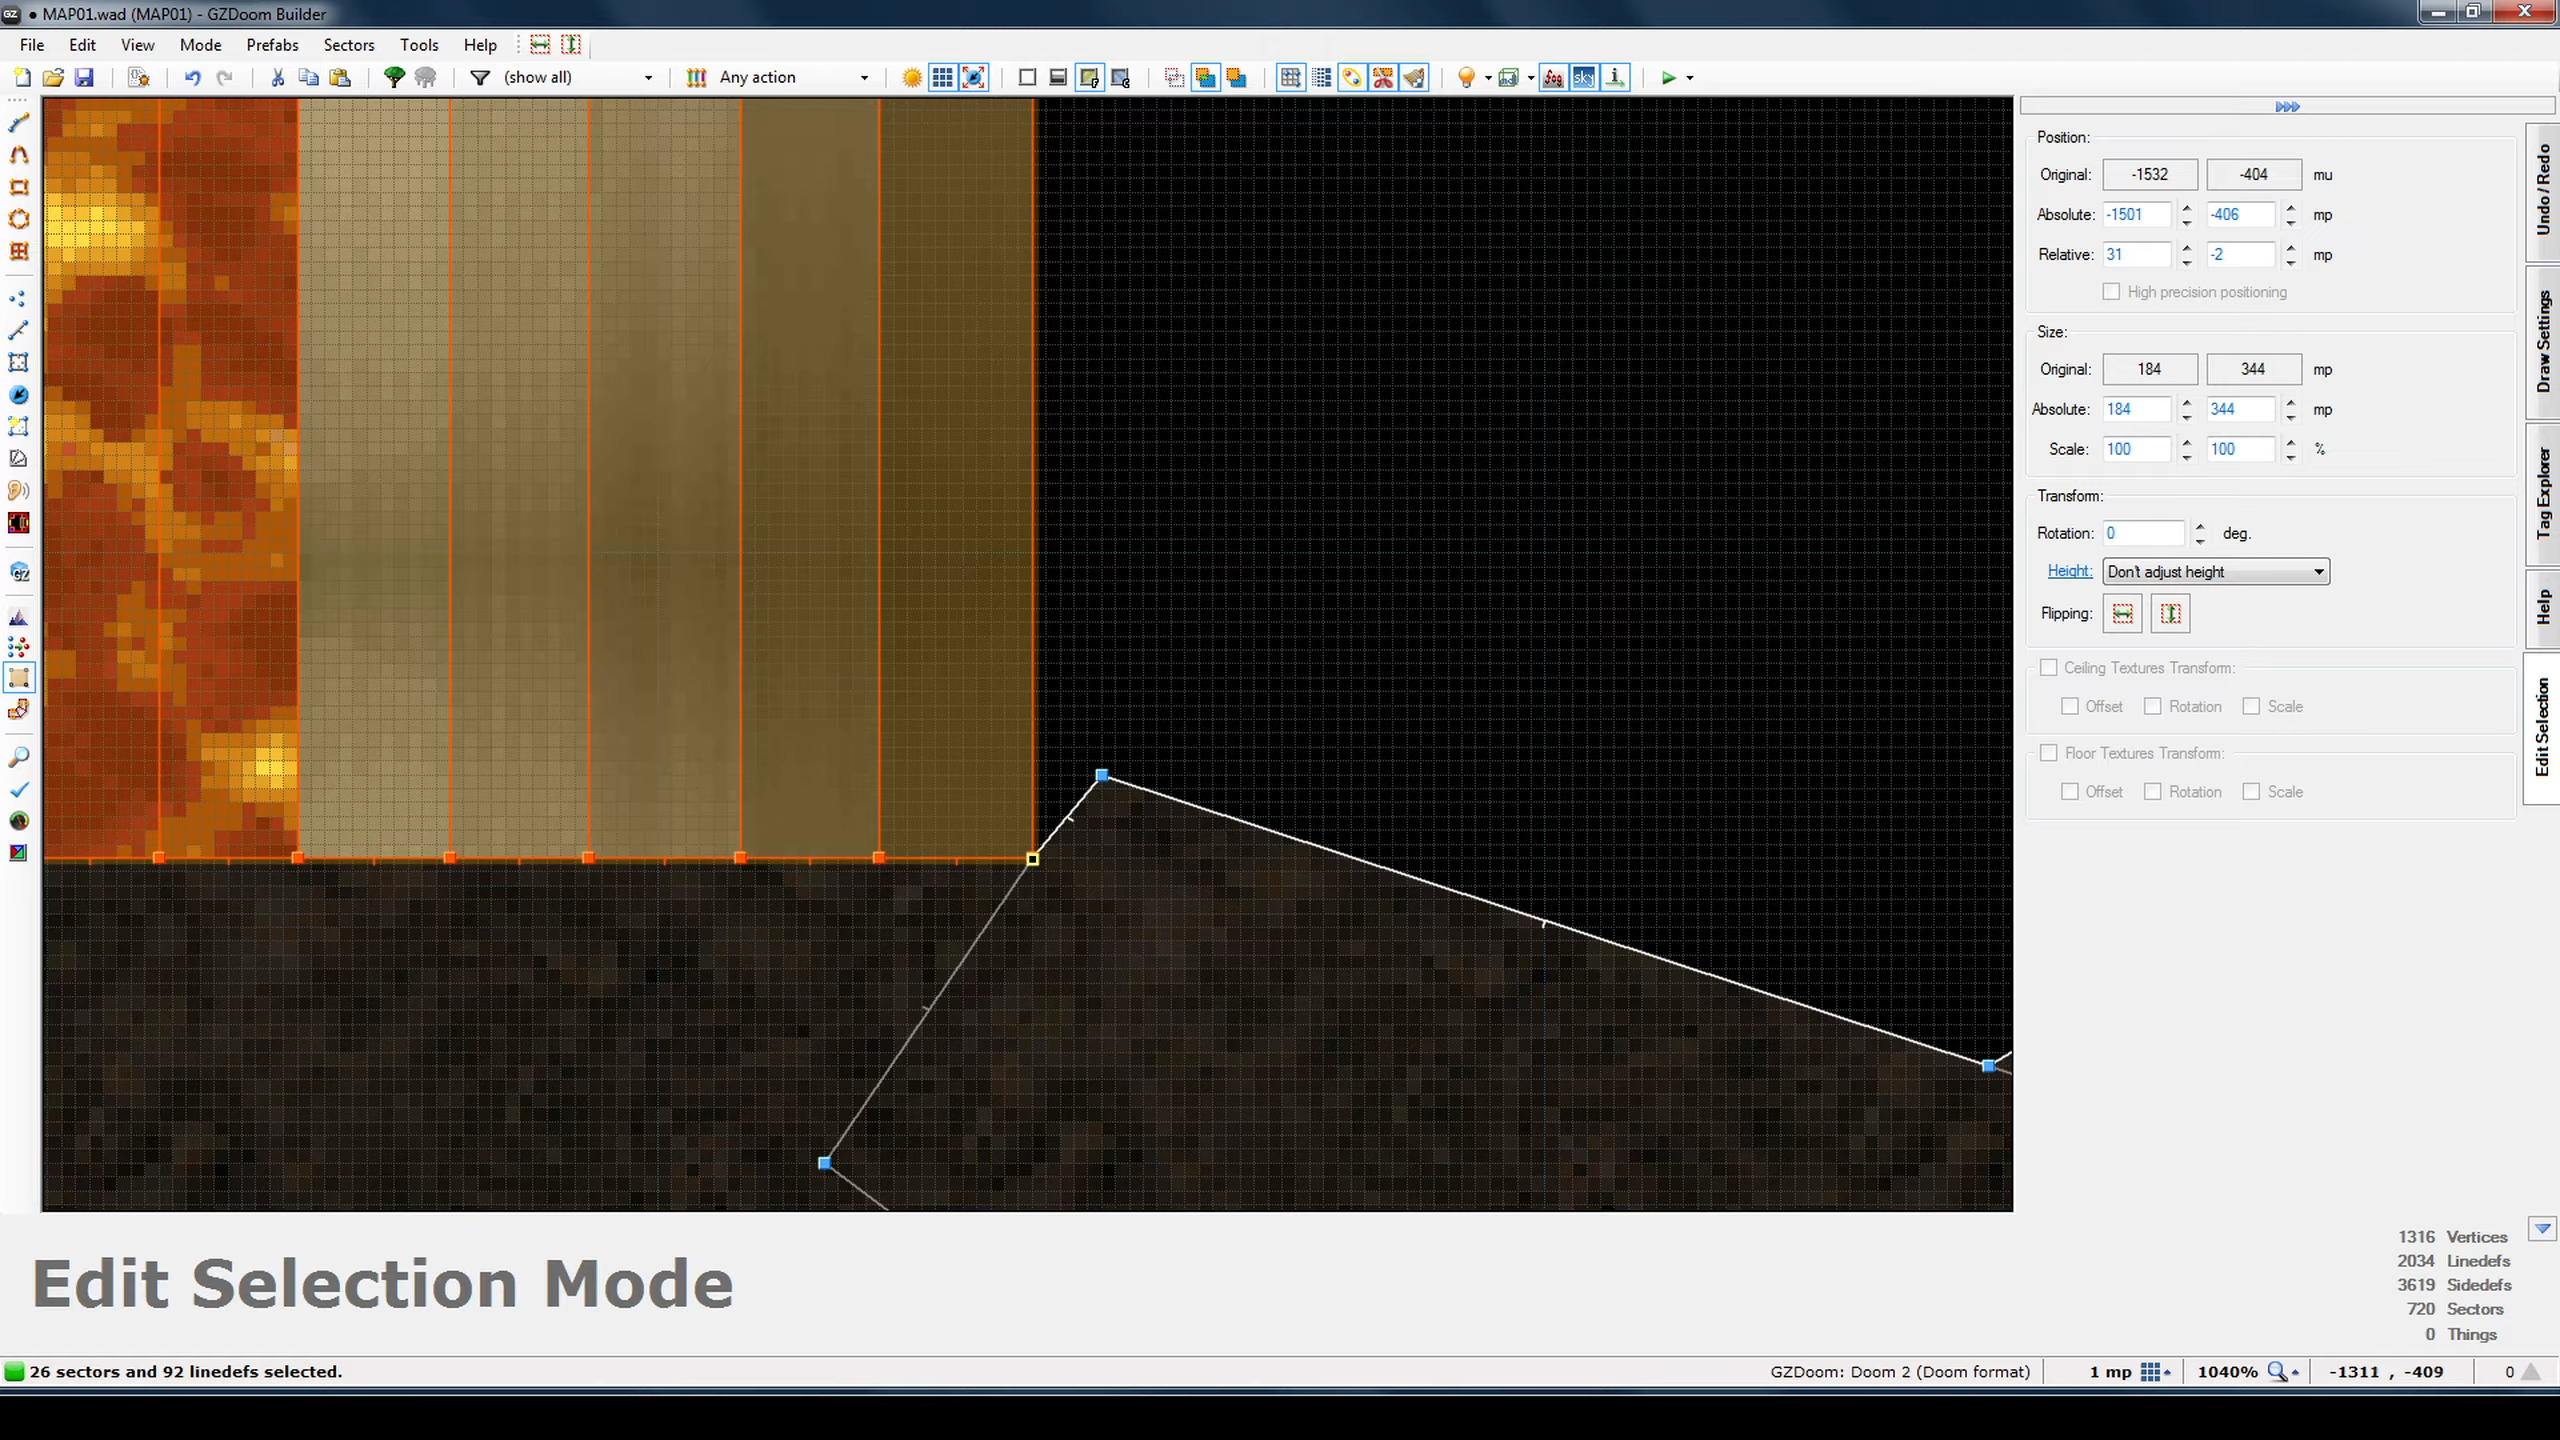 GZ • MAP01.wad (MAP01) - GZDoom Builder
File Edit View Mode Prefabs Sectors Tools Help
(show all) Any action fog sky
Position:
Original: -1532 -404 mu
Absolute: -1501 -406 mp
Relative: 31 -2 mp
High precision positioning
Size:
Original: 184 344 mp
Absolute: 184 344 mp
Scale: 100 100 %
Transform:
Rotation: 0 deg.
Height: Don't adjust height
Flipping:
Ceiling Textures Transform:
Offset Rotation Scale
Floor Textures Transform:
Offset Rotation Scale
Undo / Redo
Draw Settings
Tag Explorer
Help
Edit Selection
GZ
Edit Selection Mode
1316 Vertices
2034 Linedefs
3619 Sidedefs
720 Sectors
0 Things
26 sectors and 92 linedefs selected.
GZDoom: Doom 2 (Doom format) 1 mp 1040% -1311 , -409 0